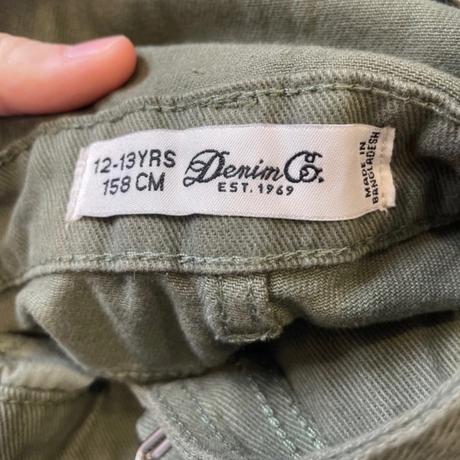 12-13YRS
158 CM
Denim Co.
EST. 1969
MADE IN
BANGLADESH